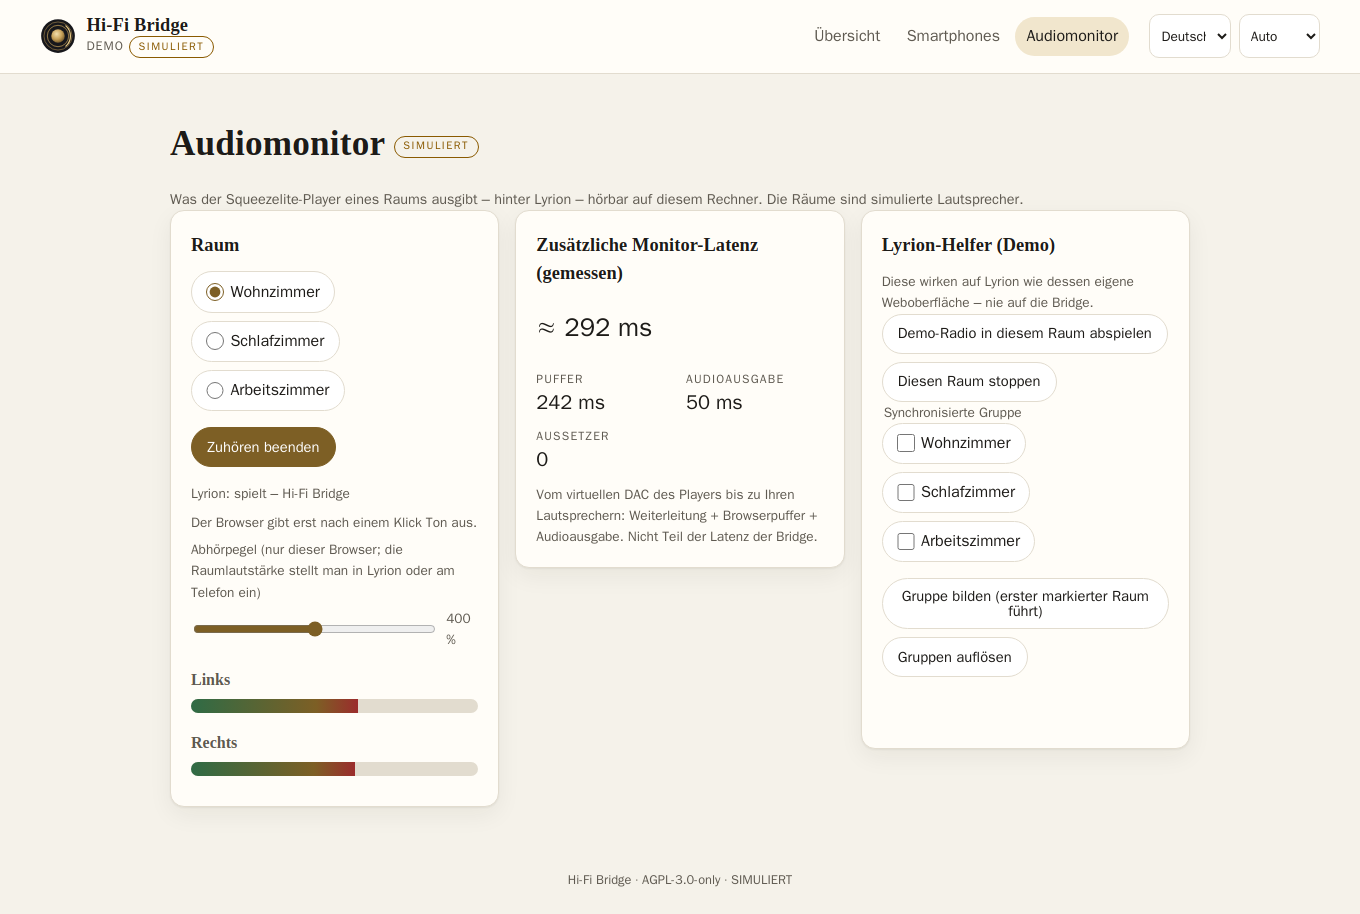 Hi-Fi Bridge
DEMO SIMULIERT
Übersicht Smartphones Audiomonitor Deutsch Auto
Audiomonitor SIMULIERT
Was der Squeezelite-Player eines Raums ausgibt – hinter Lyrion – hörbar auf diesem Rechner. Die Räume sind simulierte Lautsprecher.
Raum
Wohnzimmer
Schlafzimmer
Arbeitszimmer
Zuhören beenden
Lyrion: spielt – Hi-Fi Bridge
Der Browser gibt erst nach einem Klick Ton aus.
Abhörpegel (nur dieser Browser; die
Raumlautstärke stellt man in Lyrion oder am
Telefon ein)
400
%
Links
Rechts
Zusätzliche Monitor-Latenz
(gemessen)
≈ 292 ms
PUFFER AUDIOAUSGABE
242 ms 50 ms
AUSSETZER
0
Vom virtuellen DAC des Players bis zu Ihren
Lautsprechern: Weiterleitung + Browserpuffer +
Audioausgabe. Nicht Teil der Latenz der Bridge.
Lyrion-Helfer (Demo)
Diese wirken auf Lyrion wie dessen eigene
Weboberfläche – nie auf die Bridge.
Demo-Radio in diesem Raum abspielen
Diesen Raum stoppen
Synchronisierte Gruppe
Wohnzimmer
Schlafzimmer
Arbeitszimmer
Gruppe bilden (erster markierter Raum
führt)
Gruppen auflösen
Hi-Fi Bridge · AGPL-3.0-only · SIMULIERT